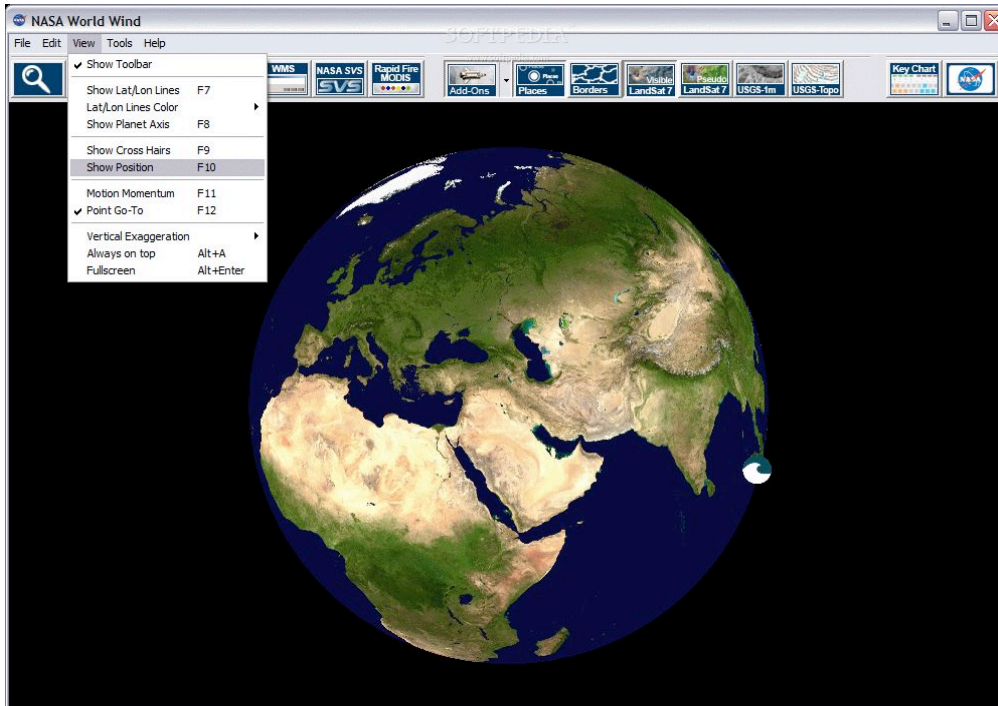 NASA World Wind
File Edit View Tools Help
SOFTPEDIA
Show Toolbar
Show Lat/Lon Lines F7
Lat/Lon Lines Color
Show Planet Axis F8
Show Cross Hairs F9
Show Position F10
Motion Momentum F11
Point Go-To F12
Vertical Exaggeration
Always on top Alt+A
Fullscreen Alt+Enter
WMS
NASA SVS
SVS
Rapid Fire
MODIS
Add-Ons
Places
Places
Borders
Visible
LandSat 7
Pseudo
LandSat 7
USGS-1m
USGS-Topo
Key Chart
NASA